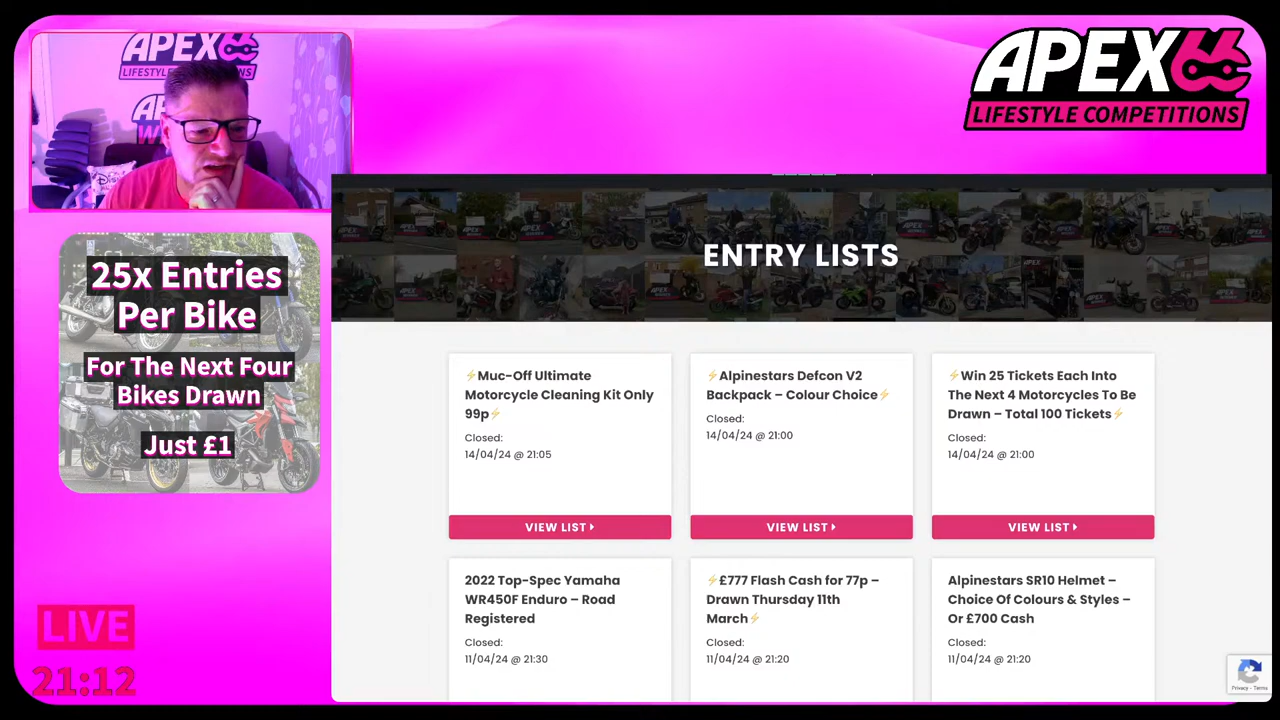 APEX66
LIFESTYLE
APEX66
LIFESTYLE COMPETITIONS
25x Entries
Per Bike
For The Next Four
Bikes Drawn
Just £1
LIVE
21:12
ENTRY LISTS
⚡Muc-Off Ultimate
Motorcycle Cleaning Kit Only
99p⚡
Closed:
14/04/24 @ 21:05
VIEW LIST
⚡Alpinestars Defcon V2
Backpack – Colour Choice⚡
Closed:
14/04/24 @ 21:00
VIEW LIST
⚡Win 25 Tickets Each Into
The Next 4 Motorcycles To Be
Drawn – Total 100 Tickets⚡
Closed:
14/04/24 @ 21:00
VIEW LIST
2022 Top-Spec Yamaha
WR450F Enduro – Road
Registered
Closed:
11/04/24 @ 21:30
⚡£777 Flash Cash for 77p –
Drawn Thursday 11th
March⚡
Closed:
11/04/24 @ 21:20
Alpinestars SR10 Helmet –
Choice Of Colours & Styles –
Or £700 Cash
Closed:
11/04/24 @ 21:20
Privacy - Terms